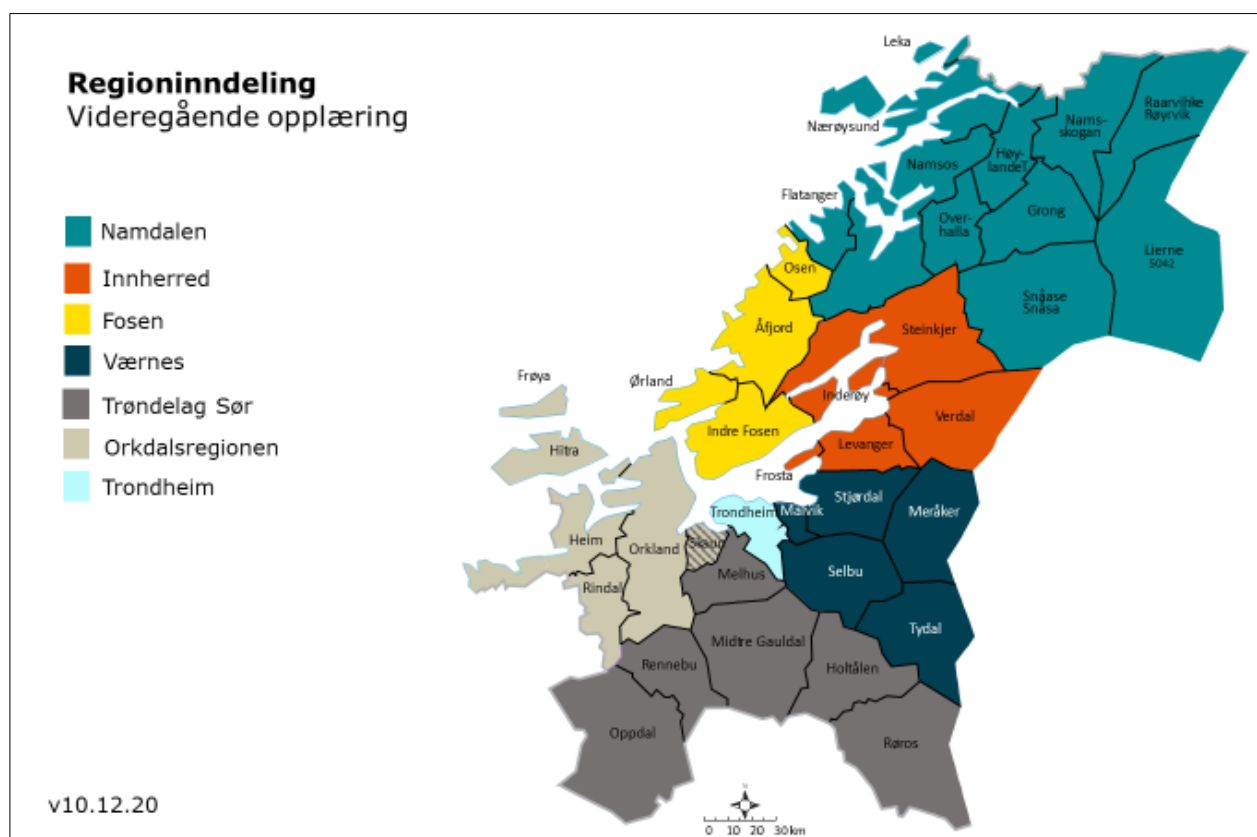 Regioninndeling
Videregående opplæring
Namdalen
Innherred
Fosen
Værnes
Trøndelag Sør
Orkdalsregionen
Trondheim
Leka
Nærøysund
Namsos
Høy-
landeT
Nams-
skogan
Raarvihke
Røyrvik
Flatanger
Over-
halla
Grong
Lierne
5042
Osen
Snåase
Snåsa
Åfjord
Steinkjer
Frøya
Ørland
Inderøy
Verdal
Indre Fosen
Levanger
Hitra
Frosta
Stjørdal
Meråker
Trondheim
Malvik
Heim
Orkland
Skaun
Melhus
Selbu
Rindal
Tydal
Midtre Gauldal
Rennebu
Holtålen
Oppdal
Røros
v10.12.20
N
0 10 20 30 km